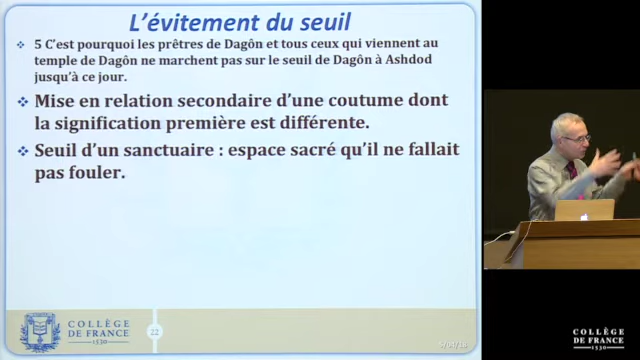 L’évitement du seuil
5 C’est pourquoi les prêtres de Dagôn et tous ceux qui viennent au
temple de Dagôn ne marchent pas sur le seuil de Dagôn à Ashdod
jusqu’à ce jour.
Mise en relation secondaire d’une coutume dont
la signification première est différente.
Seuil d’un sanctuaire : espace sacré qu’il ne fallait
pas fouler.
COLLÈGE
DE FRANCE
1530
22
COLLÈGE
DE FRANCE
1530